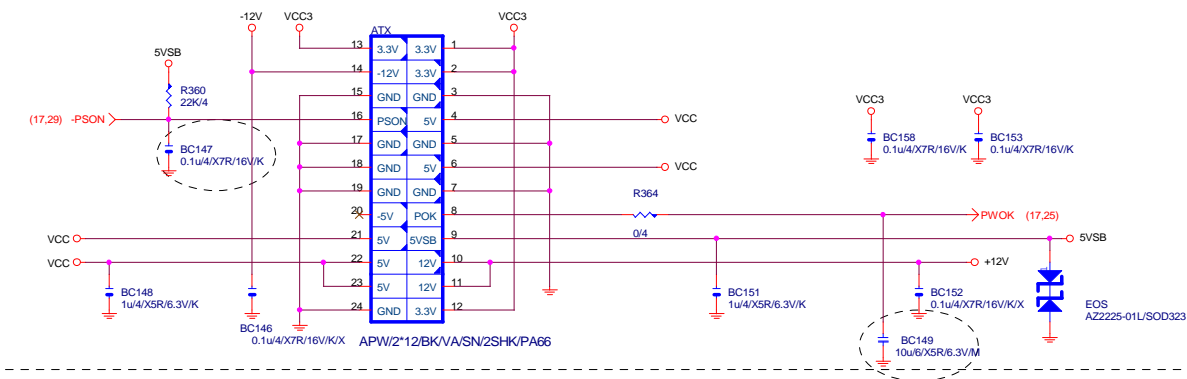 -12V
VCC3
VCC3
ATX
5VSB
R360
22K/4
(17,29) -PSON
BC147
0.1u/4/X7R/16V/K
13 3.3V 3.3V 1
14 -12V 3.3V 2
15 GND GND 3
16 PSON 5V 4
17 GND GND 5
18 GND 5V 6
19 GND GND 7
20 -5V POK 8
21 5V 5VSB 9
22 5V 12V 10
23 5V 12V 11
24 GND 3.3V 12
VCC
VCC
VCC3
VCC3
BC158
0.1u/4/X7R/16V/K
BC153
0.1u/4/X7R/16V/K
R364
0/4
PWOK (17,25)
VCC
VCC
5VSB
+12V
BC148
1u/4/X5R/6.3V/K
BC146
0.1u/4/X7R/16V/K/X
APW/2*12/BK/VA/SN/2SHK/PA66
BC151
1u/4/X5R/6.3V/K
BC152
0.1u/4/X7R/16V/K/X
EOS
AZ2225-01L/SOD323
BC149
10u/6/X5R/6.3V/M